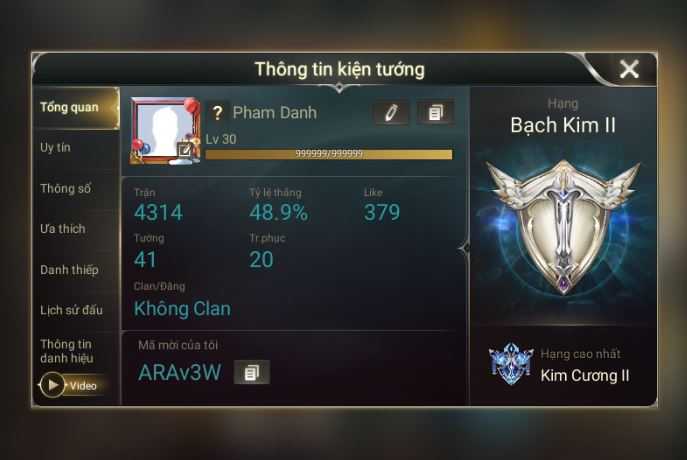 Thông tin kiện tướng
Tổng quan
Uy tín
Thông số
Ưa thích
Danh thiếp
Lịch sử đấu
Thông tin
danh hiệu
Video
? Pham Danh
Lv 30
999999/999999
Trận Tỷ lệ thắng Like
4314 48.9% 379
Tướng Tr.phục
41 20
Clan/Đảng
Không Clan
Mã mời của tôi
ARAv3W
Hạng
Bạch Kim II
Hạng cao nhất
Kim Cương II